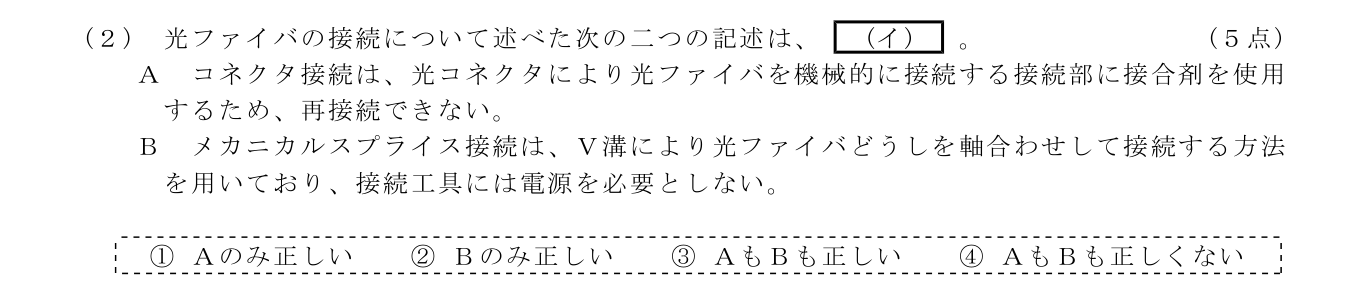 (2) 光ファイバの接続について述べた次の二つの記述は、 (イ) 。 (5点)
A コネクタ接続は、光コネクタにより光ファイバを機械的に接続する接続部に接合剤を使用
するため、再接続できない。
B メカニカルスプライス接続は、V溝により光ファイバどうしを軸合わせして接続する方法
を用いており、接続工具には電源を必要としない。
① Aのみ正しい ② Bのみ正しい ③ AもBも正しい ④ AもBも正しくない